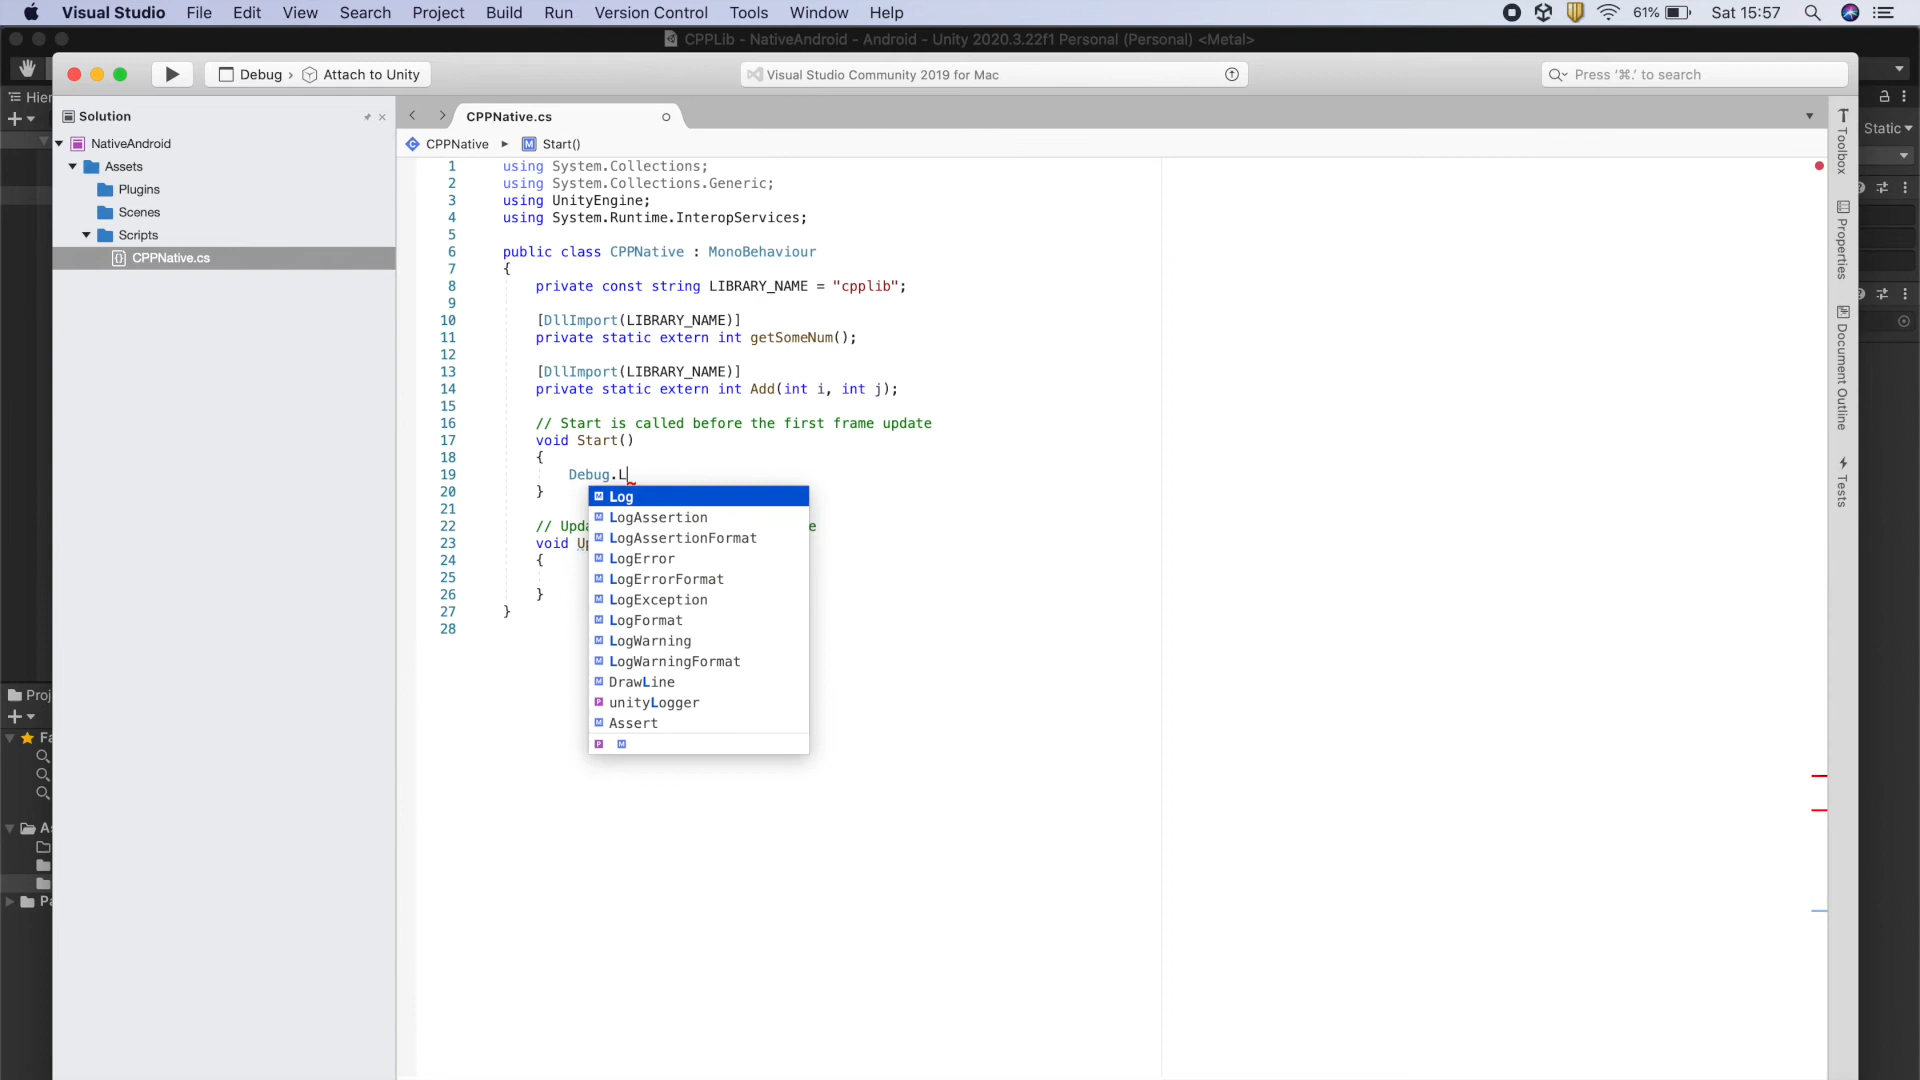 Visual Studio File Edit View Search Project Build Run Version Control Tools Window Help 61% Sat 15:57
CPPLib - NativeAndroid - Android - Unity 2020.3.22f1 Personal (Personal) <Metal>
Debug › Attach to Unity
Visual Studio Community 2019 for Mac
Press '⌘.' to search
Hier
Static
Solution
NativeAndroid
Assets
Plugins
Scenes
Scripts
CPPNative.cs
Proj
Fa
As
Pa
CPPNative.cs
CPPNative ▸ Start()
1 using System.Collections;
2 using System.Collections.Generic;
3 using UnityEngine;
4 using System.Runtime.InteropServices;
5
6 public class CPPNative : MonoBehaviour
7 {
8 private const string LIBRARY_NAME = "cpplib";
9
10 [DllImport(LIBRARY_NAME)]
11 private static extern int getSomeNum();
12
13 [DllImport(LIBRARY_NAME)]
14 private static extern int Add(int i, int j);
15
16 // Start is called before the first frame update
17 void Start()
18 {
19 Debug.L
20 }
21
22 // Upda e
23 void Up
24 {
25
26 }
27 }
28
Log
LogAssertion
LogAssertionFormat
LogError
LogErrorFormat
LogException
LogFormat
LogWarning
LogWarningFormat
DrawLine
unityLogger
Assert
Toolbox
Properties
Document Outline
Tests